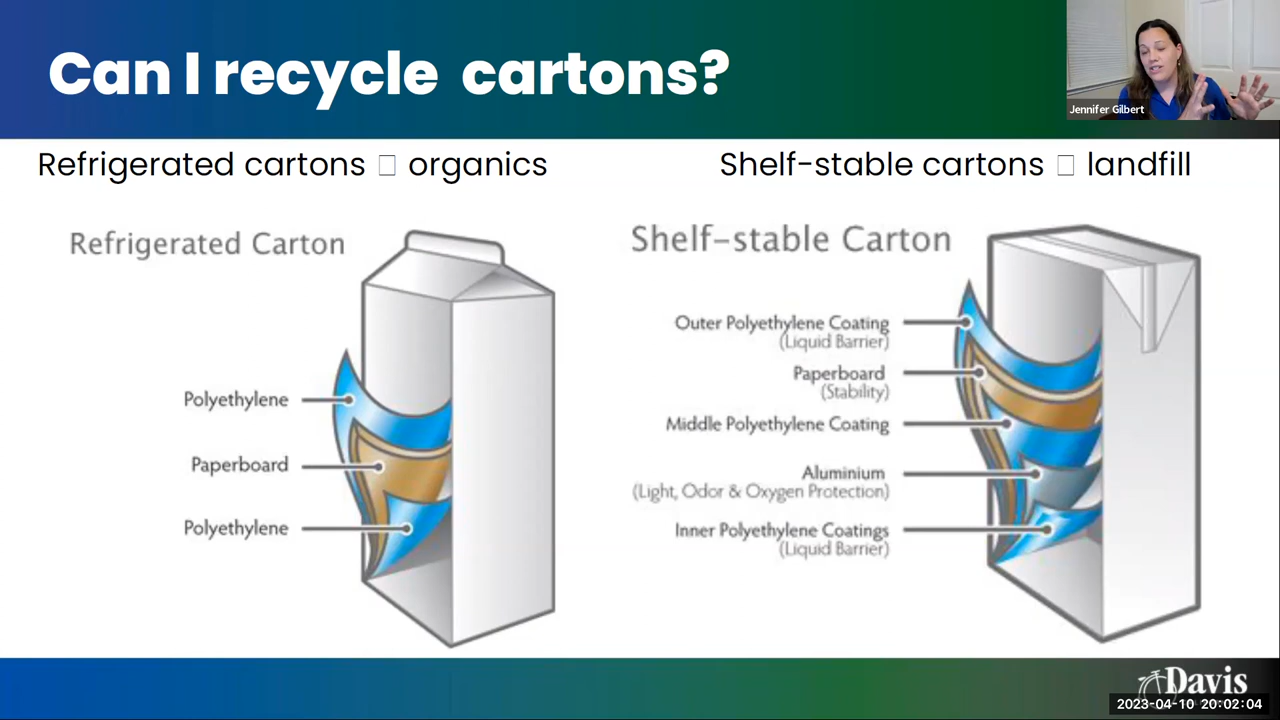 Can I recycle cartons?
Jennifer Gilbert
Refrigerated cartons □ organics
Shelf-stable cartons □ landfill
Refrigerated Carton
Polyethylene
Paperboard
Polyethylene
Shelf-stable Carton
Outer Polyethylene Coating
(Liquid Barrier)
Paperboard
(Stability)
Middle Polyethylene Coating
Aluminium
(Light, Odor & Oxygen Protection)
Inner Polyethylene Coatings
(Liquid Barrier)
Davis
2023-04-10 20:02:04